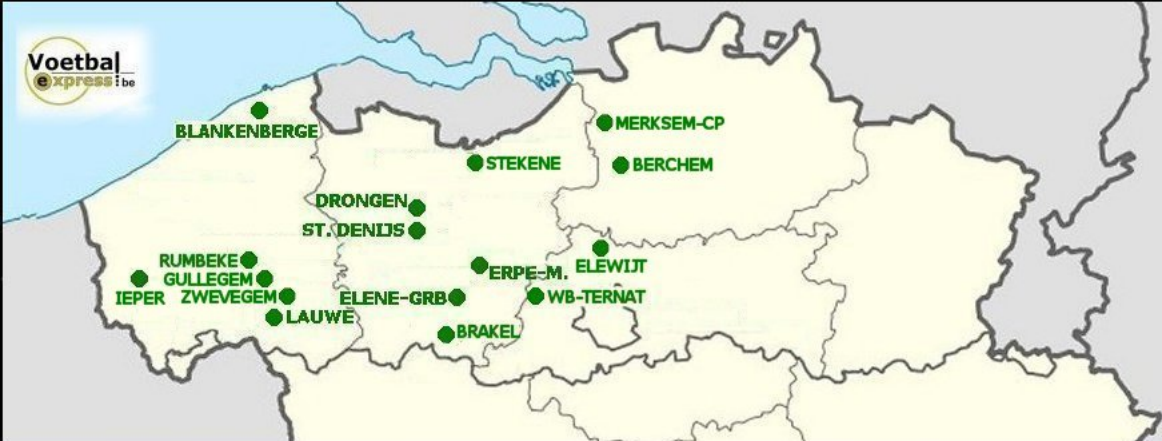 Voetbal
express!be
BLANKENBERGE
MERKSEM-CP
STEKENE
BERCHEM
DRONGEN
ST. DENIJS
RUMBEKE
ELEWIJT
ERPE-M.
GULLEGEM
IEPER
ZWEVEGEM
ELENE-GRB
WB-TERNAT
LAUWE
BRAKEL